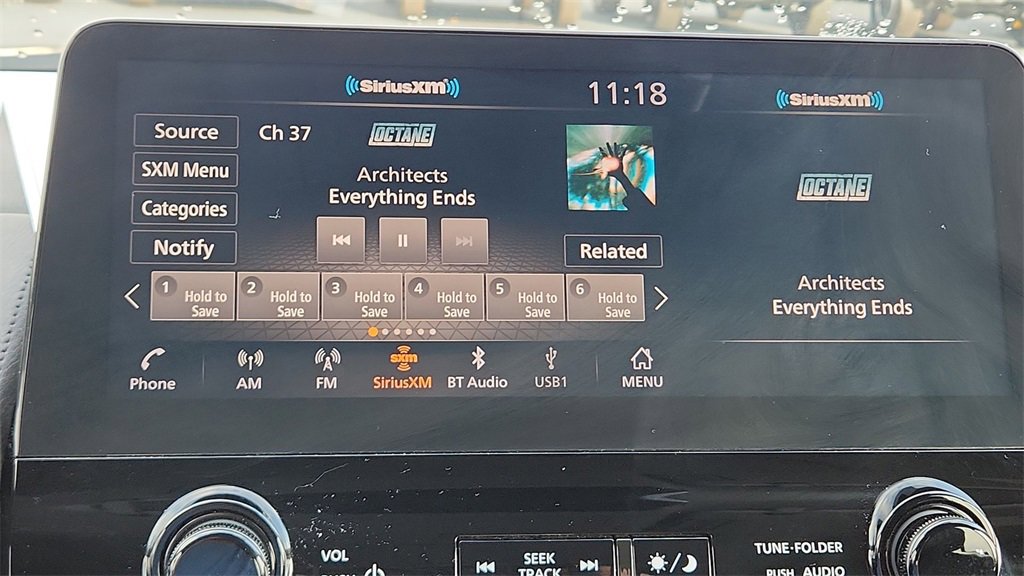 SiriusXM
11:18
SiriusXM
Source
Ch 37
OCTANE
SXM Menu
Architects
Everything Ends
Categories
Notify
Related
OCTANE
Architects
Everything Ends
1 Hold to Save
2 Hold to Save
3 Hold to Save
4 Hold to Save
5 Hold to Save
6 Hold to Save
Phone
AM
FM
sxm
SiriusXM
BT Audio
USB1
MENU
VOL
SEEK
TRACK
TUNE·FOLDER
PUSH AUDIO